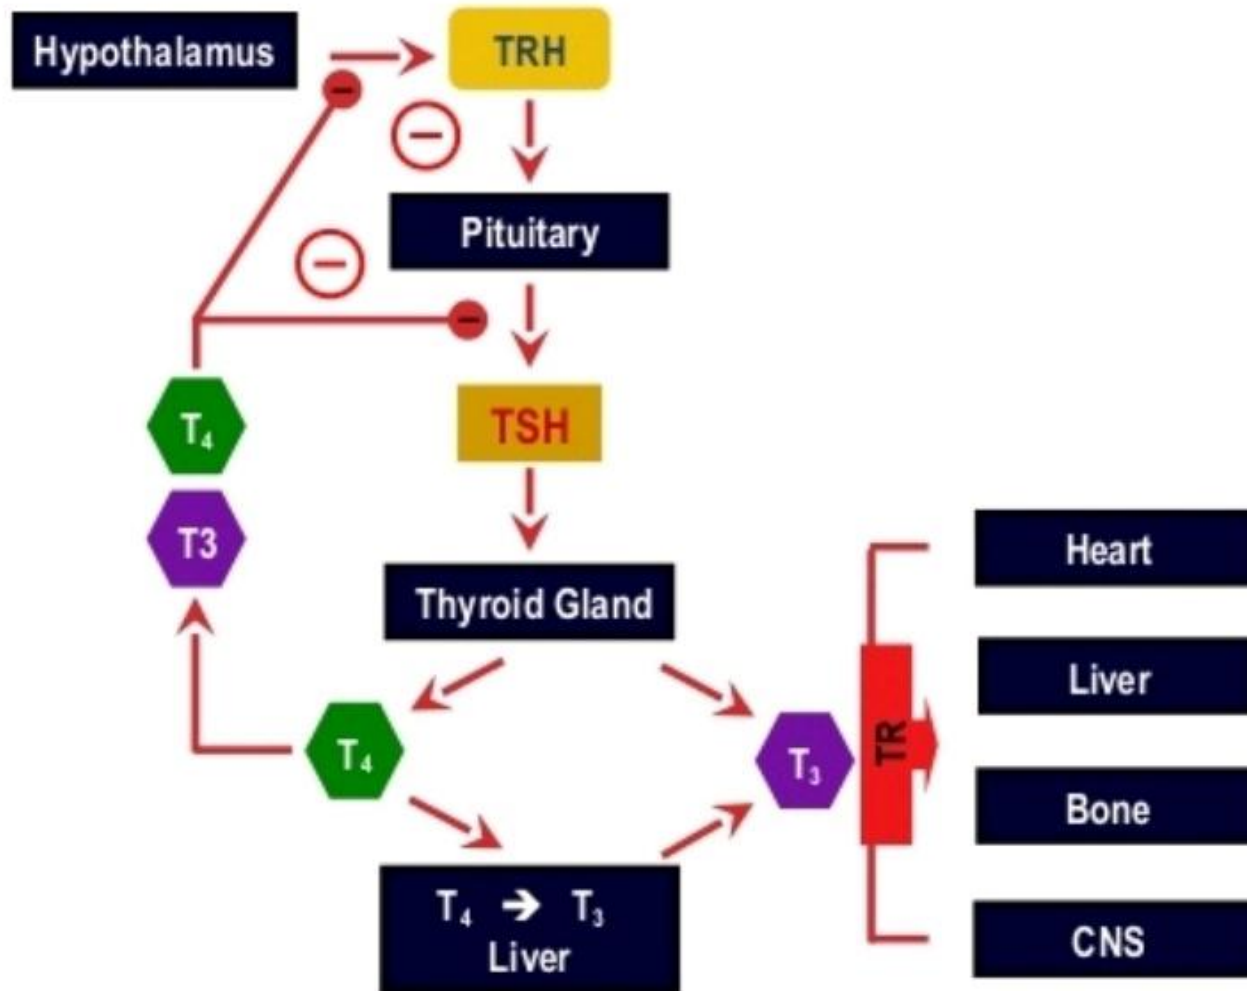 Hypothalamus
TRH
−
−
Pituitary
−
−
TSH
T₄
T3
Thyroid Gland
Heart
Liver
T₄
T₃
TR
Bone
T₄ ➔ T₃
Liver
CNS